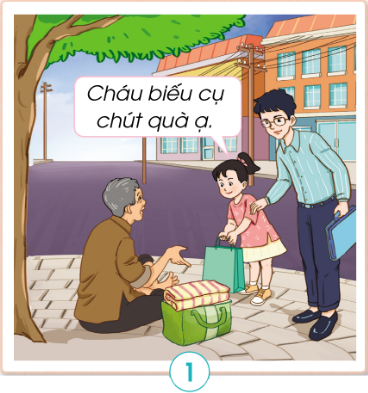 Cháu biếu cụ
chút quà ạ.
1